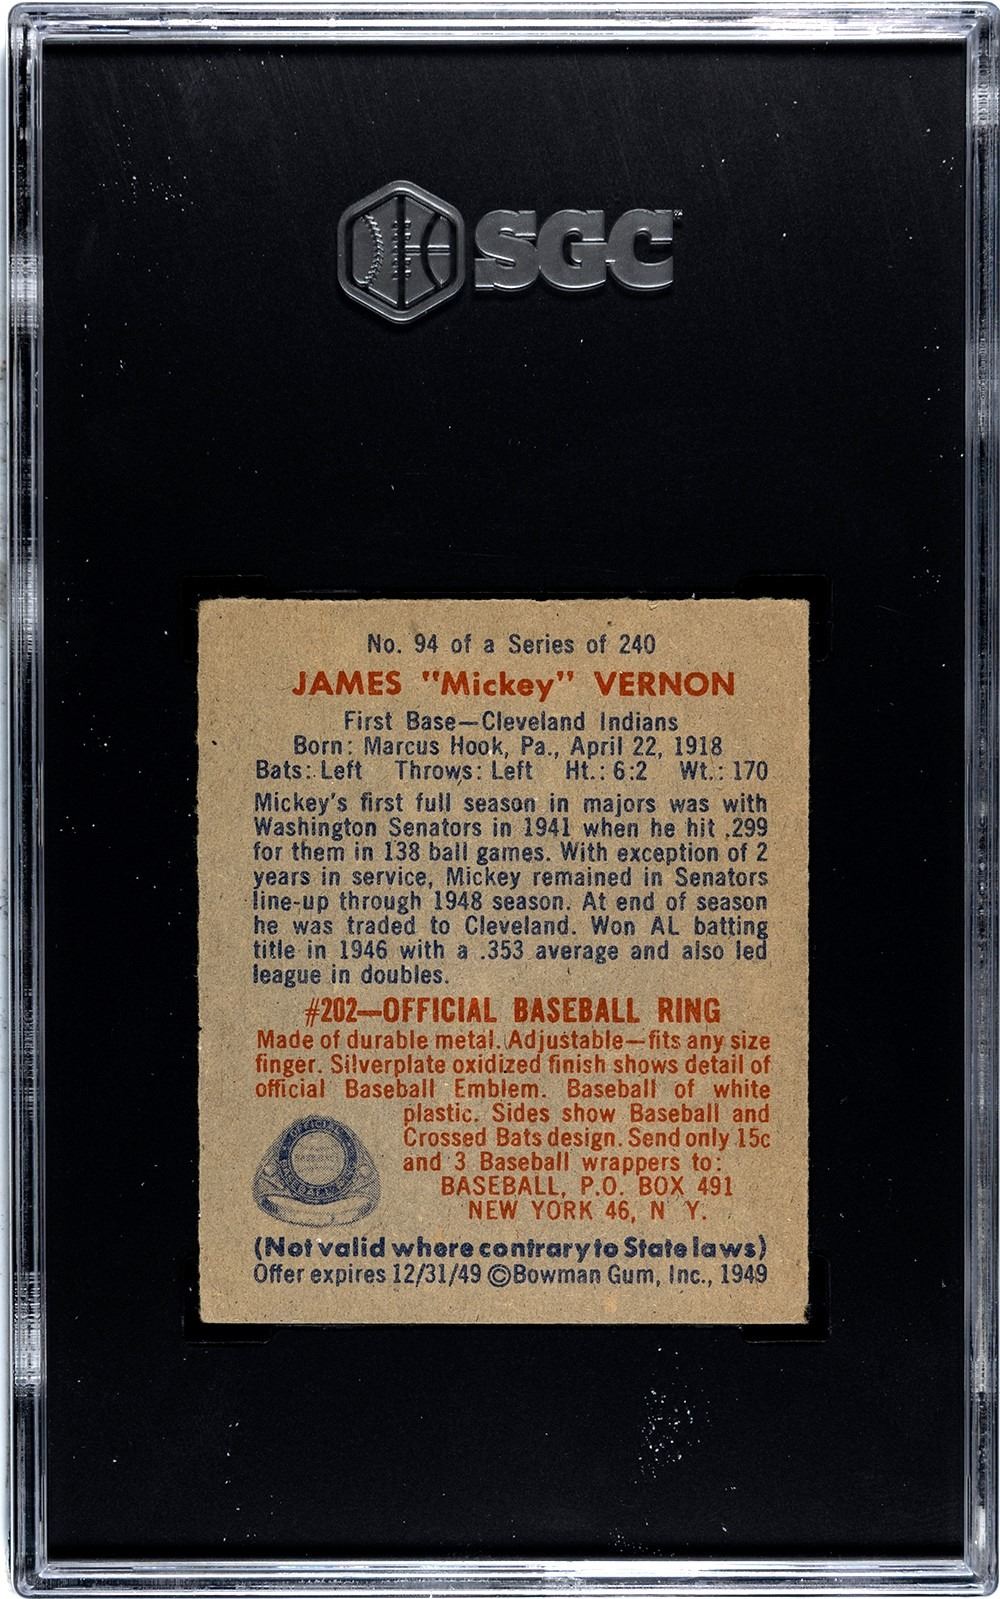 SGC
No. 94 of a Series of 240
JAMES "Mickey" VERNON
First Base—Cleveland Indians
Born: Marcus Hook, Pa., April 22, 1918
Bats: Left Throws: Left Ht.: 6:2 Wt.: 170
Mickey's first full season in majors was with
Washington Senators in 1941 when he hit .299
for them in 138 ball games. With exception of 2
years in service, Mickey remained in Senators
line-up through 1948 season. At end of season
he was traded to Cleveland. Won AL batting
title in 1946 with a .353 average and also led
league in doubles.
#202—OFFICIAL BASEBALL RING
Made of durable metal. Adjustable—fits any size
finger. Silverplate oxidized finish shows detail of
official Baseball Emblem. Baseball of white
plastic. Sides show Baseball and
Crossed Bats design. Send only 15c
and 3 Baseball wrappers to:
BASEBALL, P.O. BOX 491
NEW YORK 46, N Y.
OFFICIAL
BASEBALL
(Not valid where contrary to State laws)
Offer expires 12/31/49 ©Bowman Gum, Inc., 1949